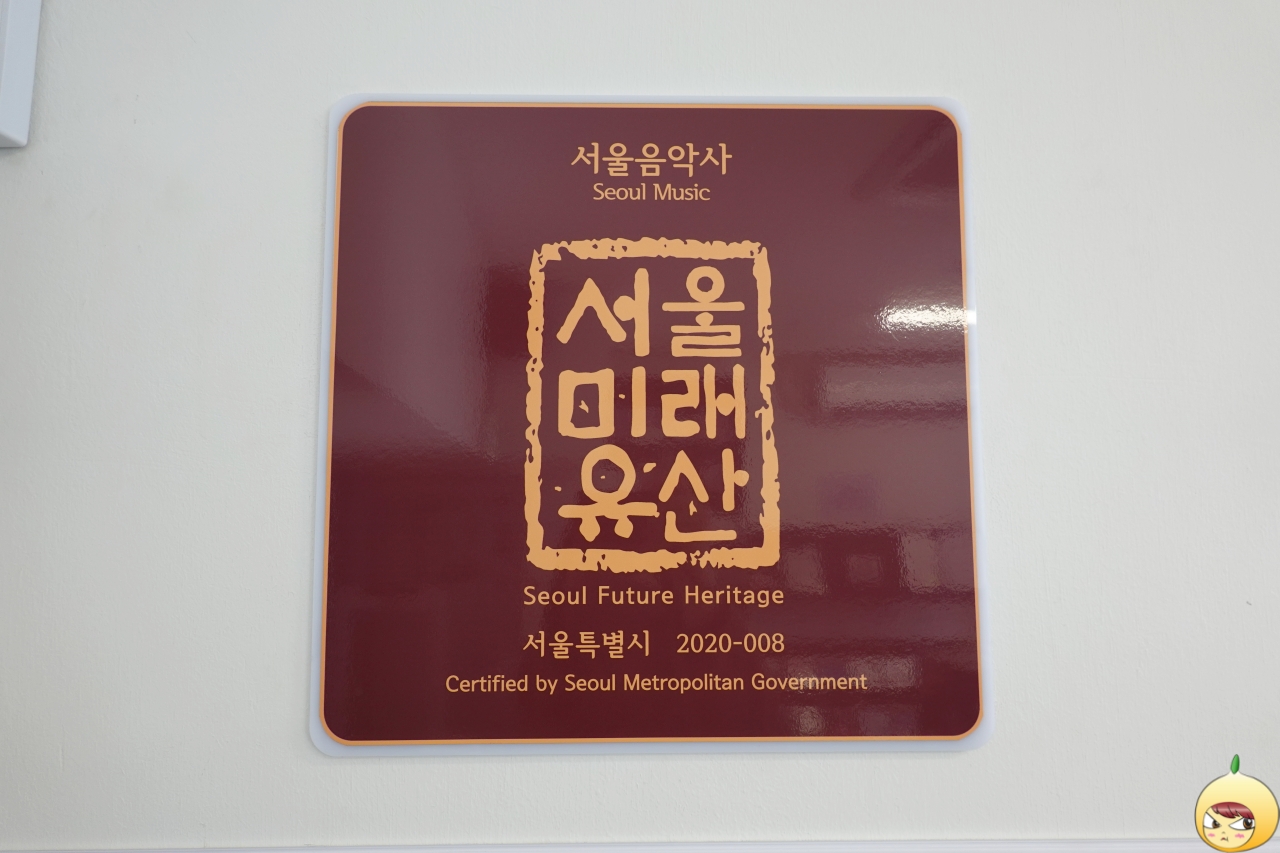 서울음악사
Seoul Music
서울
미래
유산
Seoul Future Heritage
서울특별시 2020-008
Certified by Seoul Metropolitan Government